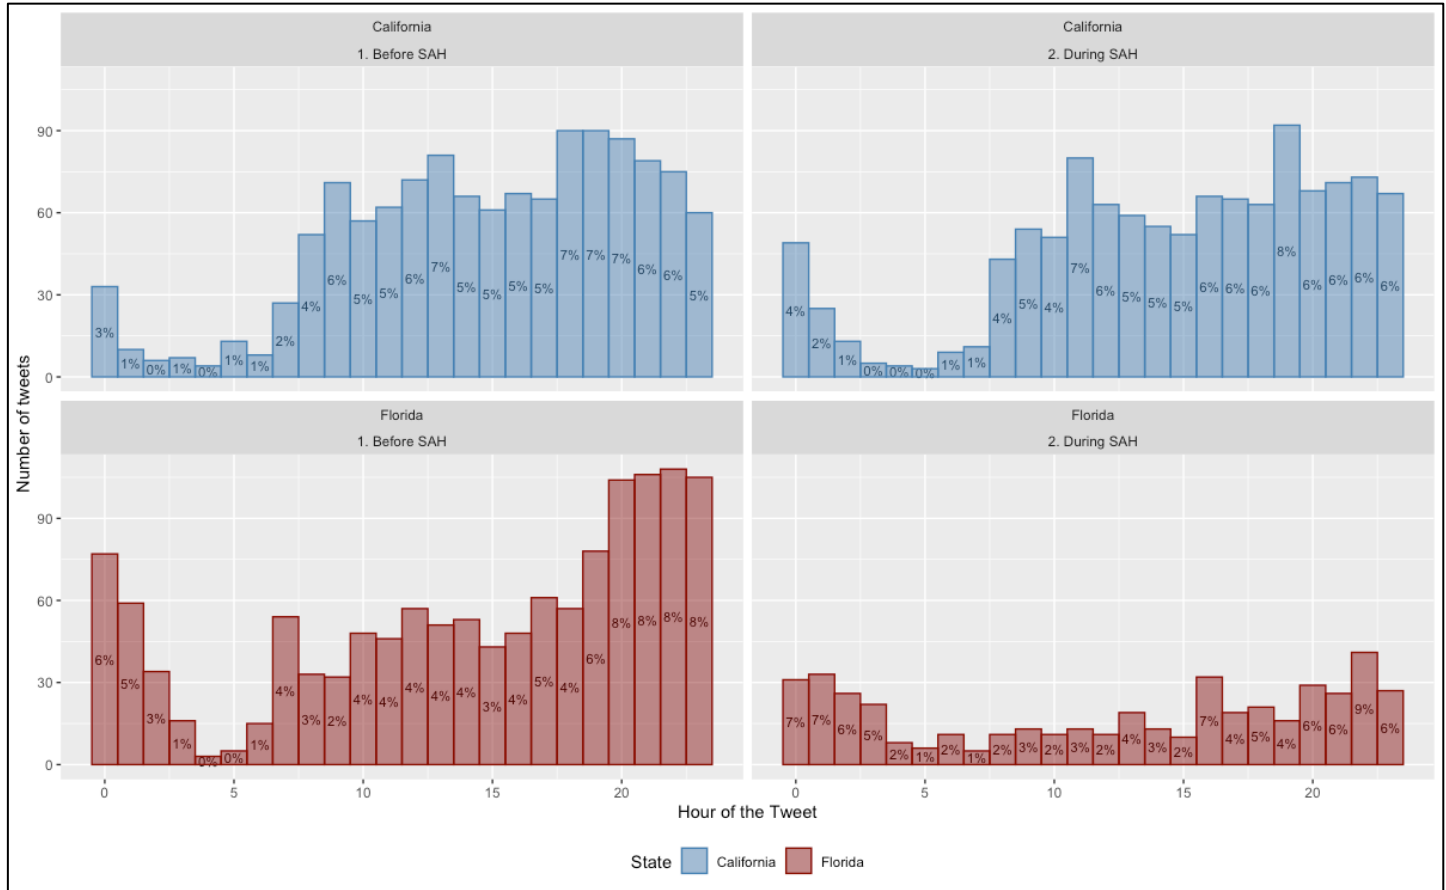 California California
1. Before SAH 2. During SAH
90
60
30
0
3% 1% 0% 1% 0% 1% 1% 2% 4% 6% 5% 5% 6% 7% 5% 5% 5% 5% 7% 7% 7% 6% 6% 5%
4% 2% 1% 0% 0% 0% 1% 1% 4% 5% 4% 7% 6% 5% 5% 5% 6% 6% 6% 8% 6% 6% 6% 6%
Number of tweets
Florida Florida
1. Before SAH 2. During SAH
90
60
30
0
6% 5% 3% 1% 0% 0% 1% 4% 3% 2% 4% 4% 4% 4% 4% 3% 4% 5% 4% 6% 8% 8% 8% 8%
7% 7% 6% 5% 2% 1% 2% 1% 2% 3% 2% 3% 2% 4% 3% 2% 7% 4% 5% 4% 6% 6% 9% 6%
0 5 10 15 20 0 5 10 15 20
Hour of the Tweet
State California Florida